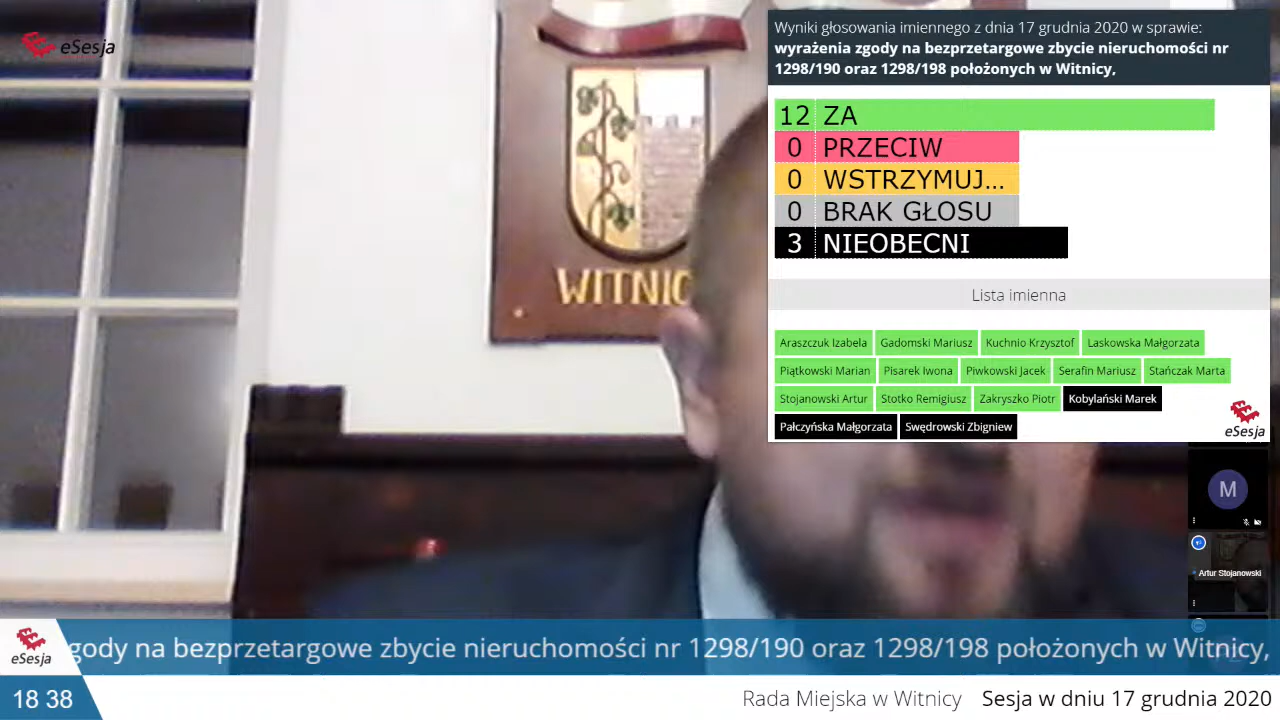 eSesja
WITNIC
Wyniki głosowania imiennego z dnia 17 grudnia 2020 w sprawie:
wyrażenia zgody na bezprzetargowe zbycie nieruchomości nr
1298/190 oraz 1298/198 położonych w Witnicy,
12 ZA
0 PRZECIW
0 WSTRZYMUJ...
0 BRAK GŁOSU
3 NIEOBECNI
Lista imienna
Araszczuk Izabela Gadomski Mariusz Kuchnio Krzysztof Laskowska Małgorzata
Piątkowski Marian Pisarek Iwona Piwkowski Jacek Serafin Mariusz Stańczak Marta
Stojanowski Artur Stotko Remigiusz Zakryszko Piotr Kobylański Marek
Pałczyńska Małgorzata Swędrowski Zbigniew
eSesja
M
Artur Stojanowski
eSesja
gody na bezprzetargowe zbycie nieruchomości nr 1298/190 oraz 1298/198 położonych w Witnicy,
18 38
Rada Miejska w Witnicy Sesja w dniu 17 grudnia 2020